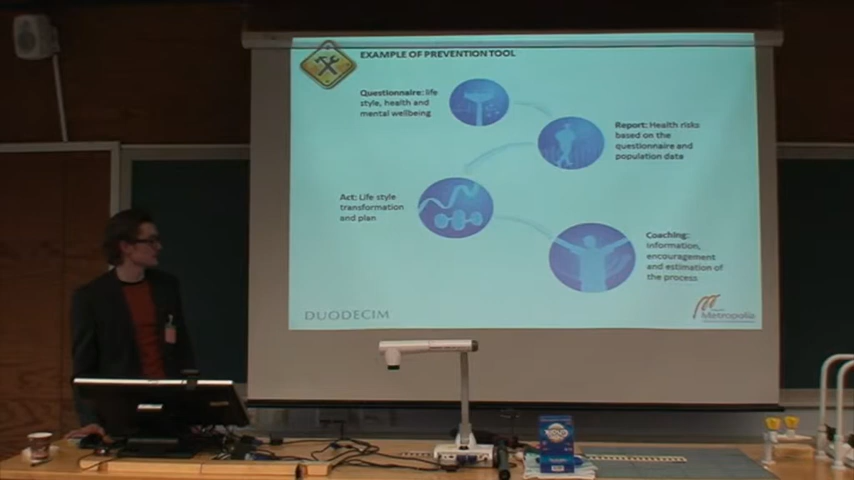 EXAMPLE OF PREVENTION TOOL
Questionnaire: life
style, health and
mental wellbeing
Report: Health risks
based on the
questionnaire and
population data
Act: Life style
transformation
and plan
Coaching:
information,
encouragement
and estimation of
the process
DUODECIM
Metropolia